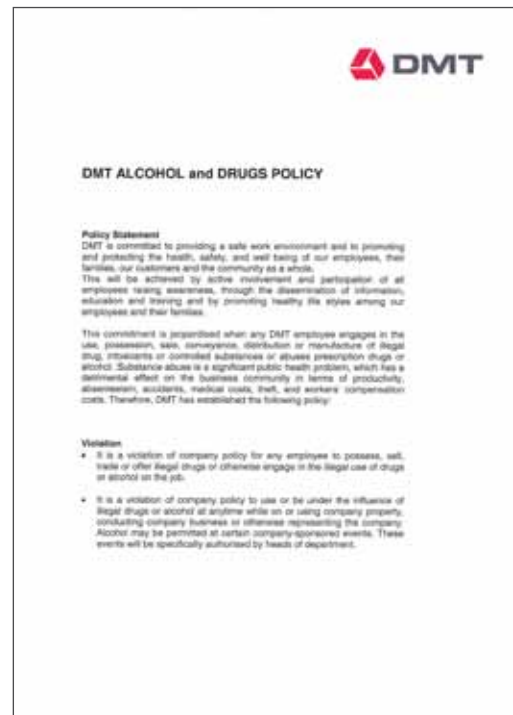 DMT
DMT ALCOHOL and DRUGS POLICY
Policy Statement
DMT is committed to providing a safe work environment and to promoting
and protecting the health, safety, and well being of our employees, their
families, our customers and the community as a whole.
This will be achieved by active involvement and participation of all
employees raising awareness, through the dissemination of information,
education and training and by promoting healthy life styles among our
employees and their families.
This commitment is jeopardised when any DMT employee engages in the
use, possession, sale, conveyance, distribution or manufacture of illegal
drug, intoxicants or controlled substances or abuses prescription drugs or
alcohol. Substance abuse is a significant public health problem, which has a
detrimental effect on the business community in terms of productivity,
absenteeism, accidents, medical costs, theft, and workers' compensation
costs. Therefore, DMT has established the following policy:
Violation
• It is a violation of company policy for any employee to possess, sell,
trade or offer illegal drugs or otherwise engage in the illegal use of drugs
or alcohol on the job.
• It is a violation of company policy to use or be under the influence of
illegal drugs or alcohol at anytime while on or using company property,
conducting company business or otherwise representing the company.
Alcohol may be permitted at certain company-sponsored events. These
events will be specifically authorised by heads of department.